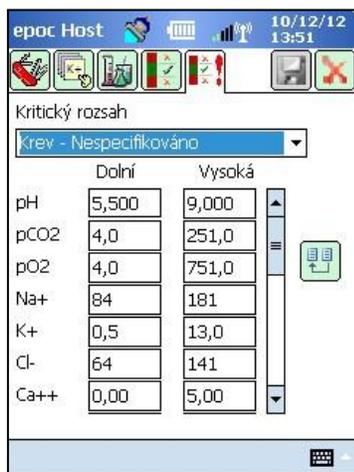 epoc Host 10/12/12
13:51
Kritický rozsah
Krev - Nespecifikováno
Dolní Vysoká
pH 5,500 9,000
pCO2 4,0 251,0
pO2 4,0 751,0
Na+ 84 181
K+ 0,5 13,0
Cl- 64 141
Ca++ 0,00 5,00